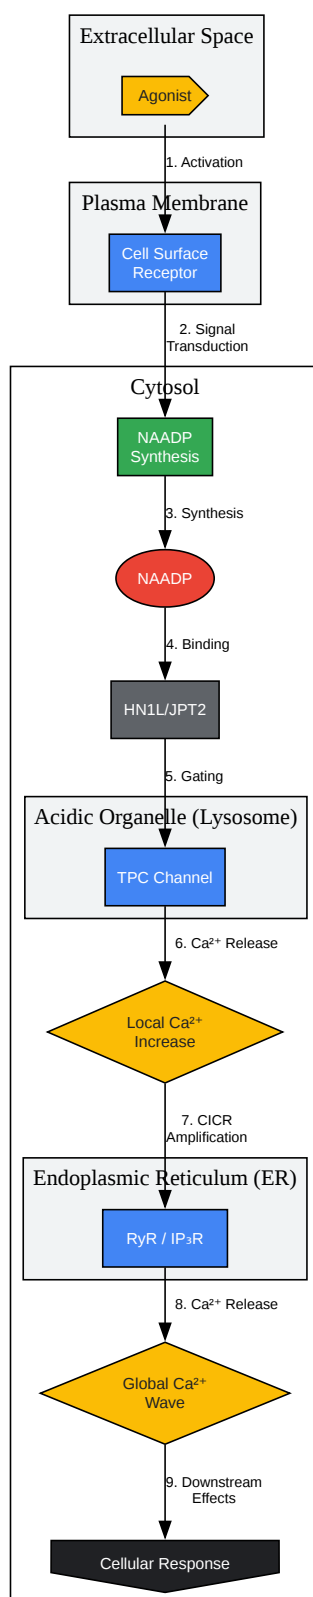 Extracellular Space
Agonist
1. Activation
Plasma Membrane
Cell Surface
Receptor
2. Signal
Transduction
Cytosol
NAADP
Synthesis
3. Synthesis
NAADP
4. Binding
HN1L/JPT2
5. Gating
Acidic Organelle (Lysosome)
TPC Channel
6. Ca²⁺ Release
Local Ca²⁺
Increase
7. CICR
Amplification
Endoplasmic Reticulum (ER)
RyR / IP₃R
8. Ca²⁺ Release
Global Ca²⁺
Wave
9. Downstream
Effects
Cellular Response